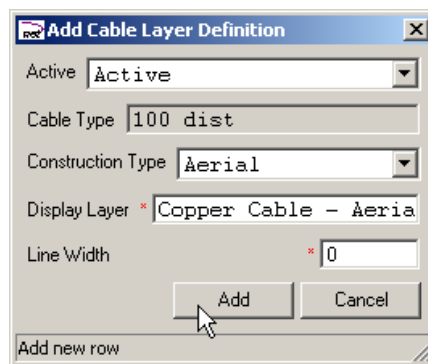 Add Cable Layer Definition
Active Active
Cable Type 100 dist
Construction Type Aerial
Display Layer * Copper Cable - Aeria
Line Width * 0
Add Cancel
Add new row